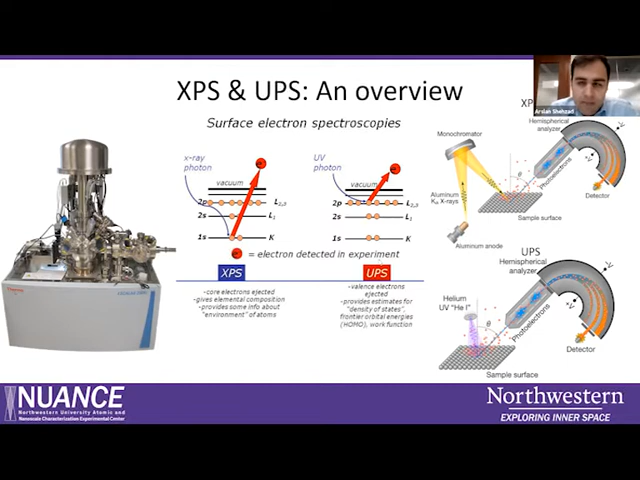 XPS & UPS: An overview
Surface electron spectroscopies
Arslan Shehzad
x-ray
photon
vacuum
2p
L₂,₃
2s
L₁
1s
K
UV
photon
vacuum
2p
L₂,₃
2s
L₁
1s
K
= electron detected in experiment
XPS
-core electrons ejected
-gives elemental composition
-provides some info about
"environment" of atoms
UPS
-valence electrons
ejected
-provides estimates for
"density of states",
frontier orbital energies
(HOMO), work function
XP
Hemispherical
analyzer
Monochromator
Aluminum
Kα X-rays
Aluminum anode
θ
Photoelectrons
Sample surface
Detector
UPS
Hemispherical
analyzer
Helium
UV "He I"
θ
Photoelectrons
Sample surface
Detector
NUANCE
Northwestern University Atomic and
Nanoscale Characterization Experimental Center
Northwestern
EXPLORING INNER SPACE